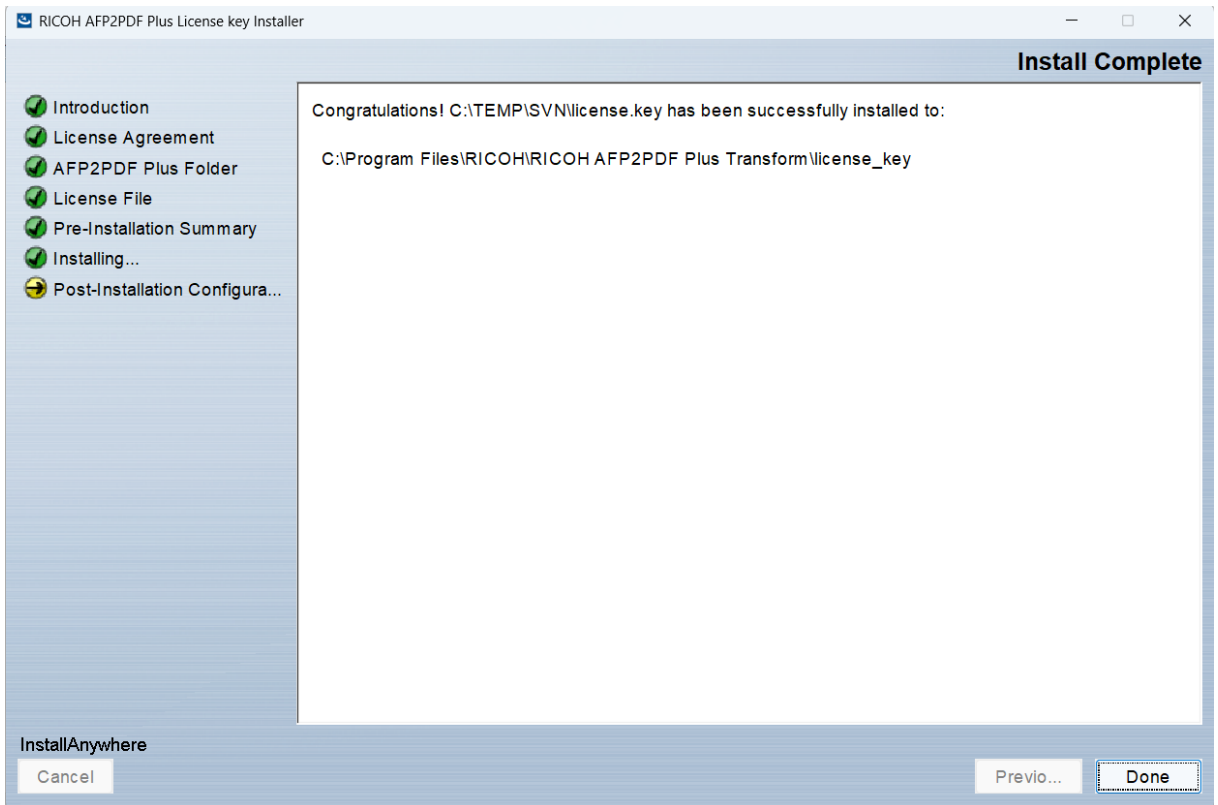 RICOH AFP2PDF Plus License key Installer
Install Complete
Introduction
License Agreement
AFP2PDF Plus Folder
License File
Pre-Installation Summary
Installing...
Post-Installation Configura...
Congratulations! C:\TEMP\SVN\license.key has been successfully installed to:
C:\Program Files\RICOH\RICOH AFP2PDF Plus Transform\license_key
InstallAnywhere
Cancel
Previo...
Done